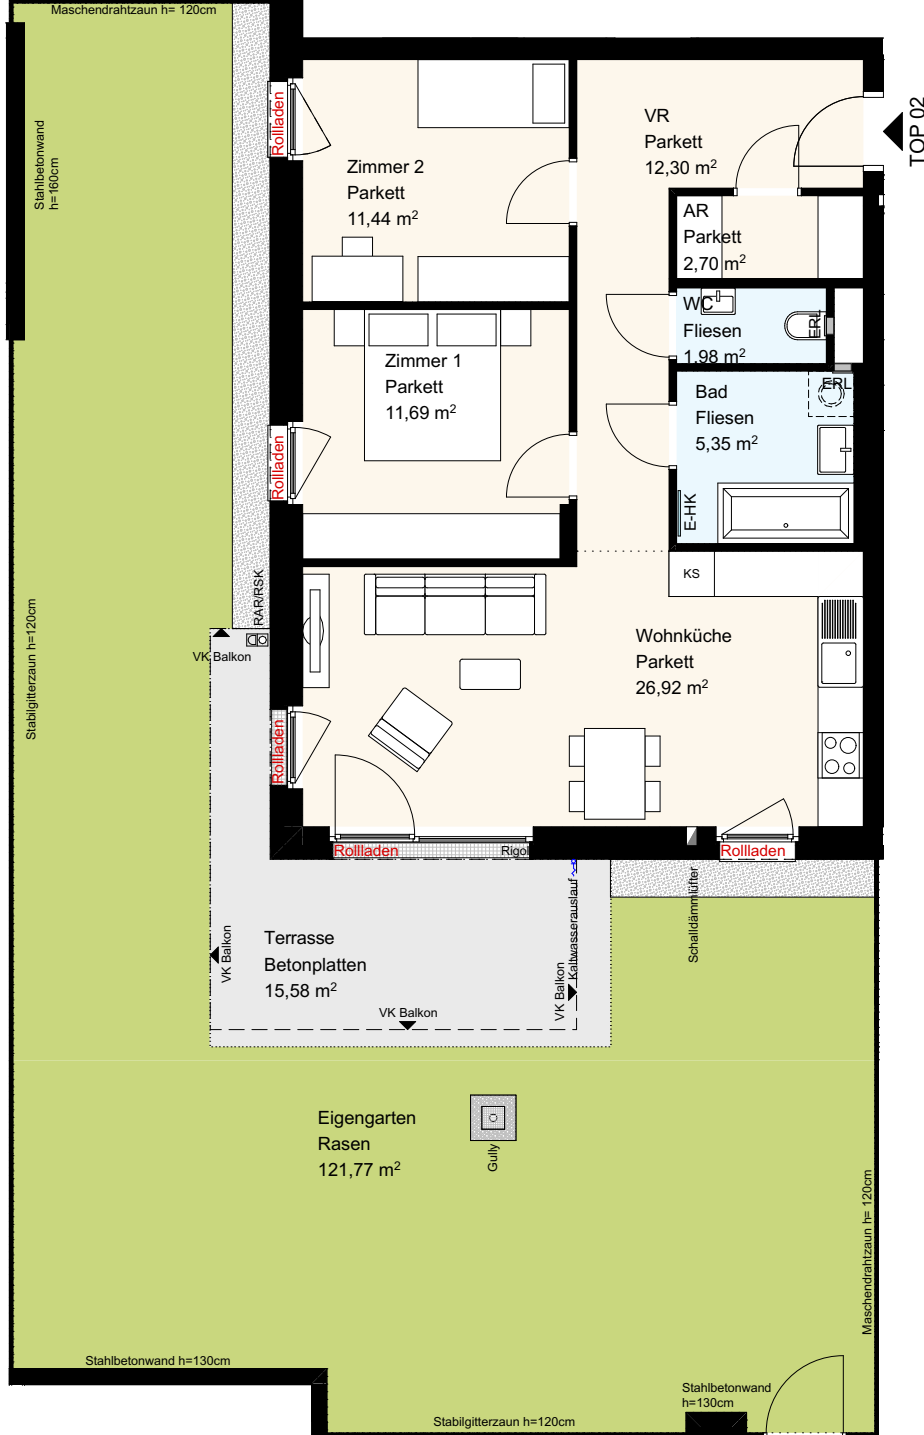 Maschendrahtzaun h= 120cm
Stahlbetonwand
h=160cm
Rollladen
Zimmer 2
Parkett
11,44 m²
VR
Parkett
12,30 m²
TOP 02
AR
Parkett
2,70 m²
WC
Fliesen
1,98 m²
ERL
Zimmer 1
Parkett
11,69 m²
Rollladen
Bad
Fliesen
5,35 m²
ERL
E-HK
KS
RAR/RSK
VK Balkon
Stabilgitterzaun h=120cm
Wohnküche
Parkett
26,92 m²
Rollladen
Rollladen
Rigol
Rollladen
Terrasse
Betonplatten
15,58 m²
VK Balkon
VK Balkon
VK Balkon
Kaltwasserauslauf
Schalldämmlüfter
Eigengarten
Rasen
121,77 m²
Gully
Maschendrahtzaun h= 120cm
Stahlbetonwand h=130cm
Stahlbetonwand
h=130cm
Stabilgitterzaun h=120cm